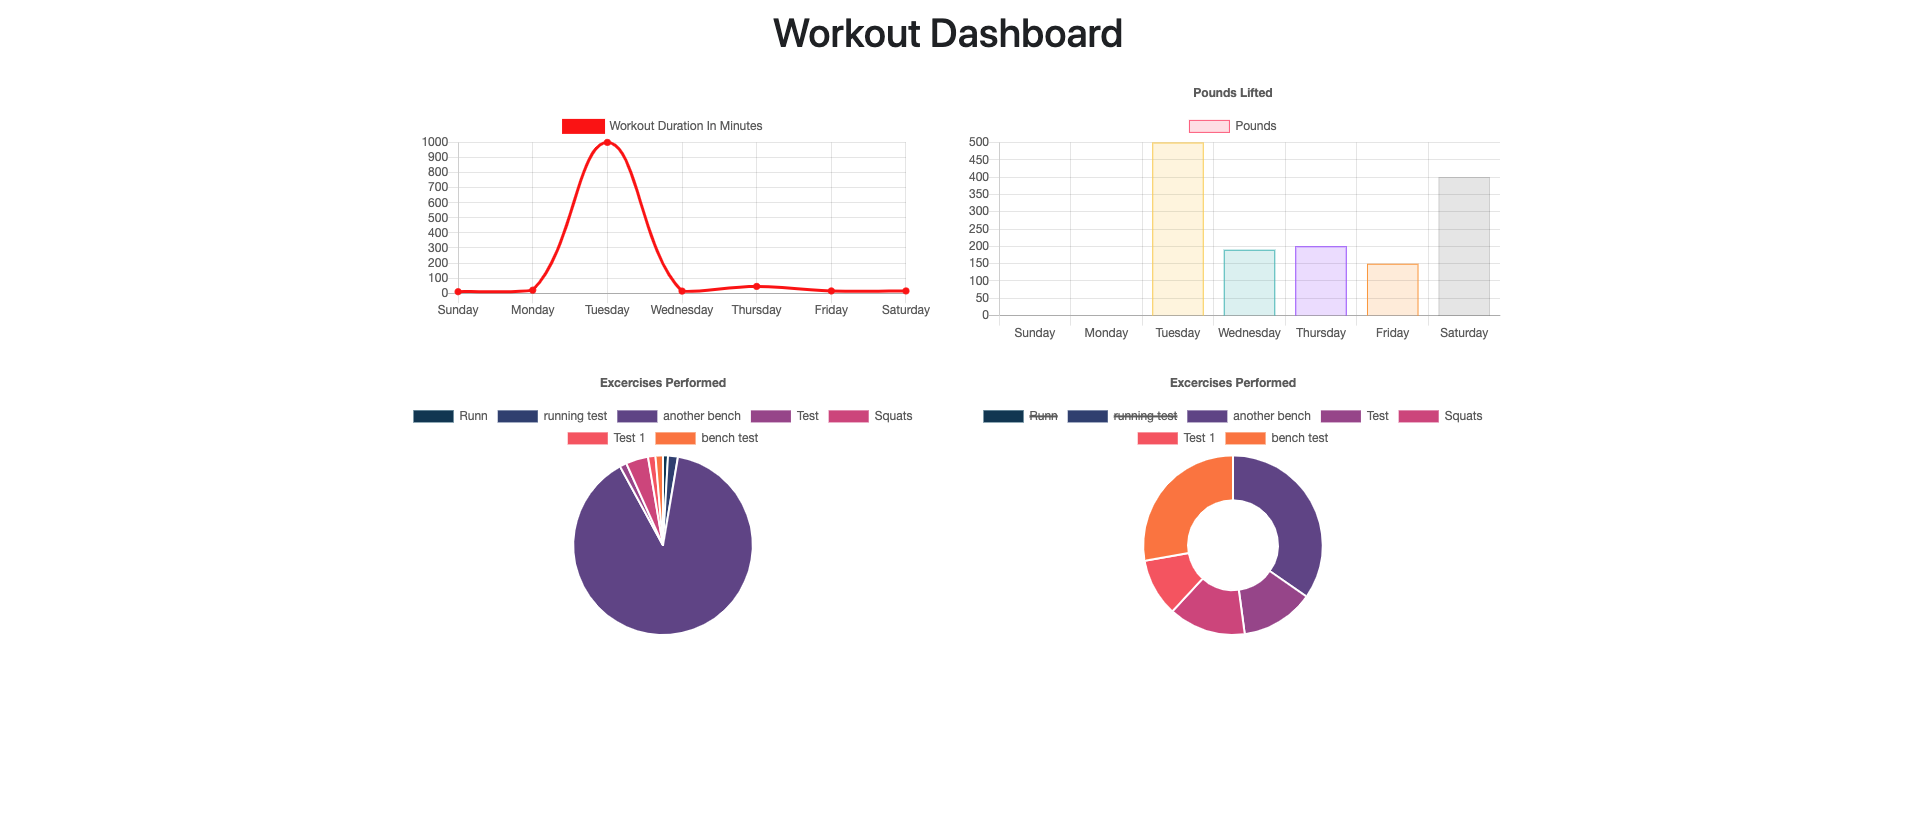 Workout Dashboard
Workout Duration In Minutes
1000
900
800
700
600
500
400
300
200
100
0
Sunday Monday Tuesday Wednesday Thursday Friday Saturday
Pounds Lifted
Pounds
500
450
400
350
300
250
200
150
100
50
0
Sunday Monday Tuesday Wednesday Thursday Friday Saturday
Excercises Performed
Runn running test another bench Test Squats
Test 1 bench test
Excercises Performed
Runn running test another bench Test Squats
Test 1 bench test